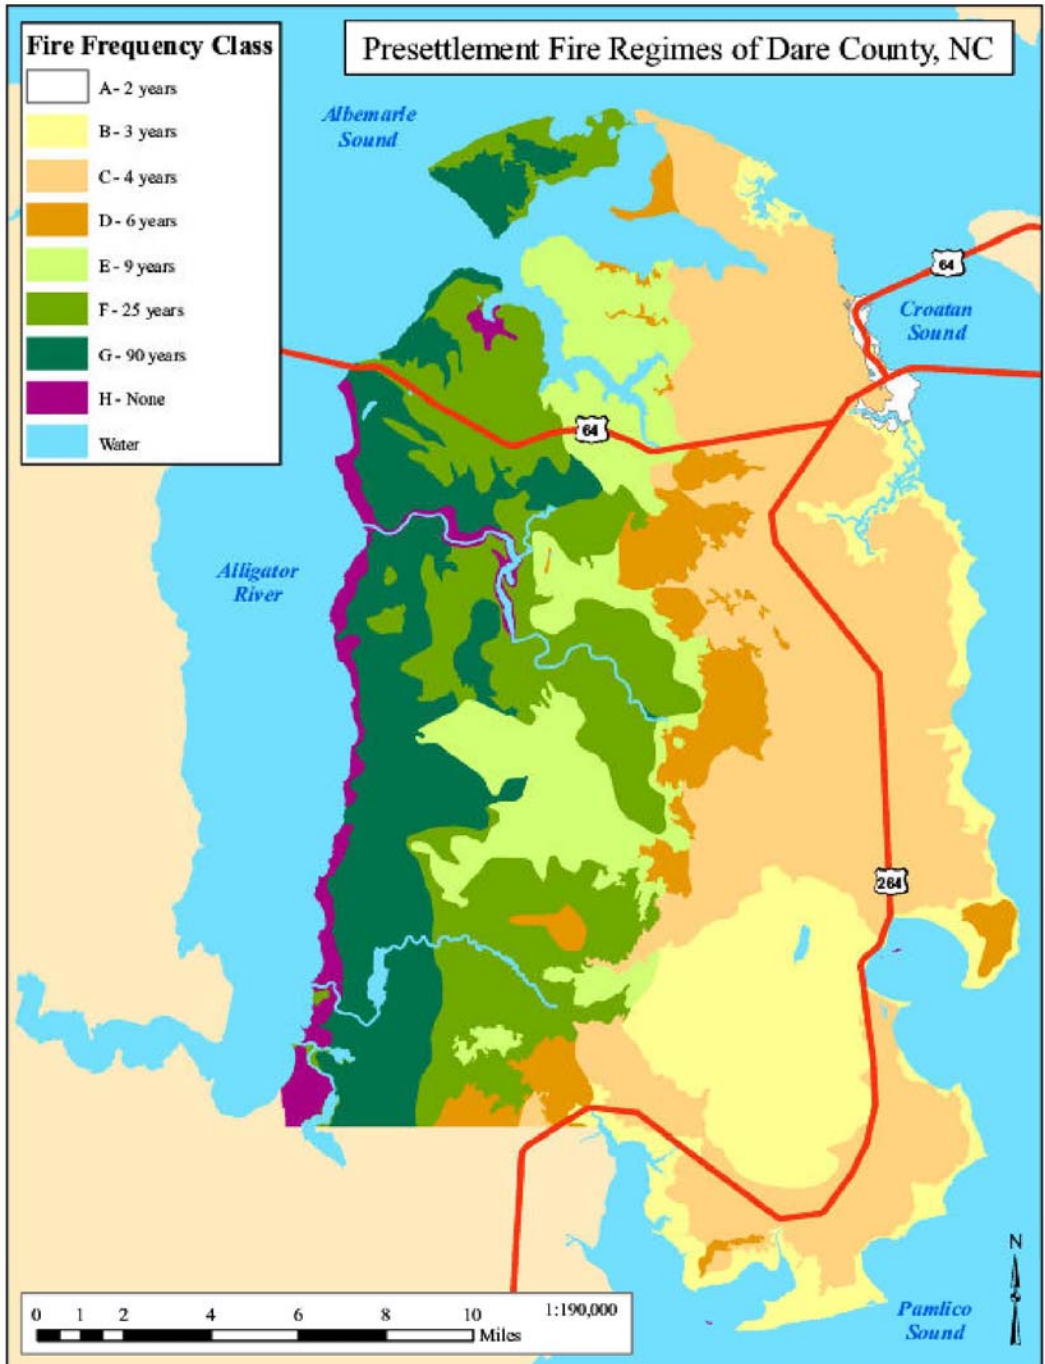 Presettlement Fire Regimes of Dare County, NC
Fire Frequency Class
A - 2 years
B - 3 years
C - 4 years
D - 6 years
E - 9 years
F - 25 years
G - 90 years
H - None
Water
Albemarle
Sound
64
Croatan
Sound
64
Alligator
River
264
N
0 1 2 4 6 8 10
Miles
1:190,000
Pamlico
Sound